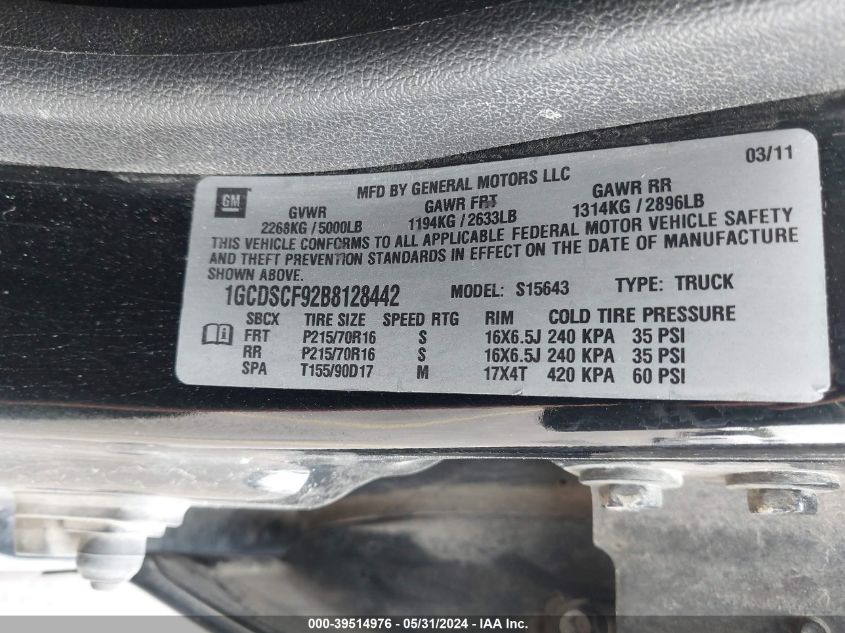 03/11
GM
MFD BY GENERAL MOTORS LLC
GVWR GAWR FRT GAWR RR
2268KG / 5000LB 1194KG / 2633LB 1314KG / 2896LB
THIS VEHICLE CONFORMS TO ALL APPLICABLE FEDERAL MOTOR VEHICLE SAFETY
AND THEFT PREVENTION STANDARDS IN EFFECT ON THE DATE OF MANUFACTURE
SHOWN ABOVE.
1GCDSCF92B8128442 MODEL: S15643 TYPE: TRUCK
SBCX TIRE SIZE SPEED RTG RIM COLD TIRE PRESSURE
FRT P215/70R16 S 16X6.5J 240 KPA 35 PSI
RR P215/70R16 S 16X6.5J 240 KPA 35 PSI
SPA T155/90D17 M 17X4T 420 KPA 60 PSI
000-39514976 - 05/31/2024 - IAA Inc.